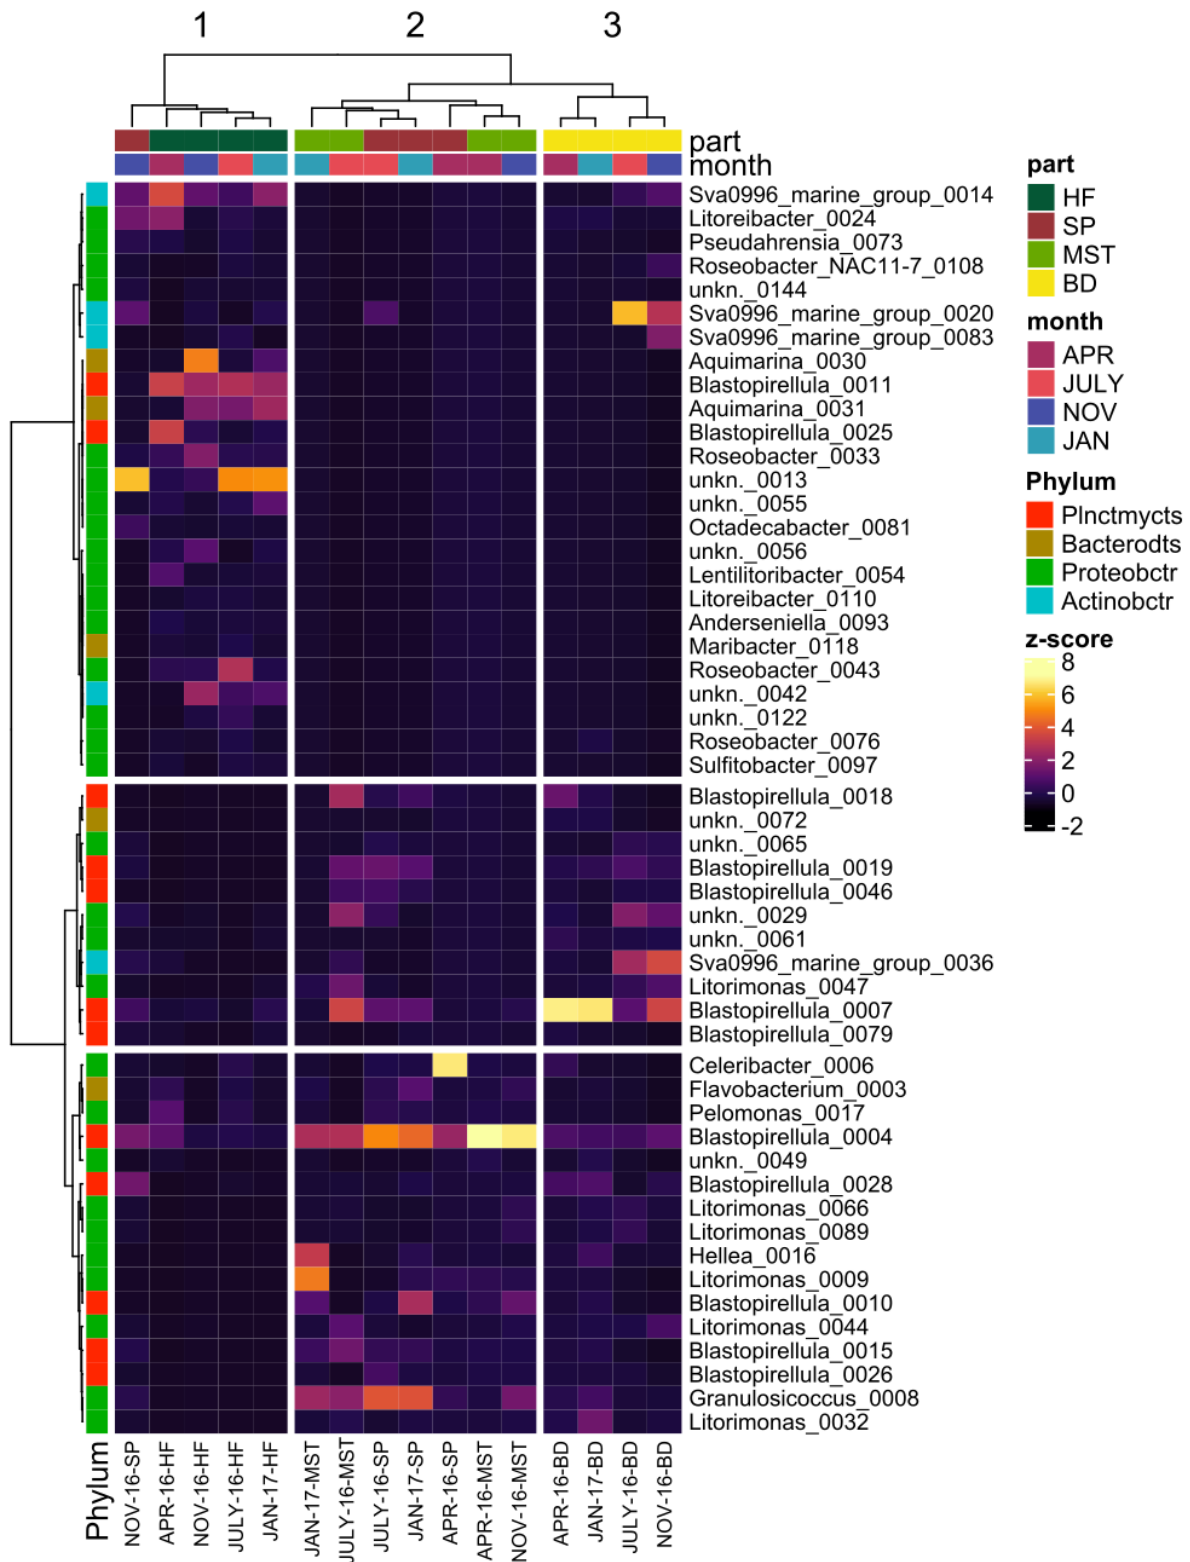 1 2 3
part
month
Sva0996_marine_group_0014
Litoreibacter_0024
Pseudahrensia_0073
Roseobacter_NAC11-7_0108
unkn._0144
Sva0996_marine_group_0020
Sva0996_marine_group_0083
Aquimarina_0030
Blastopirellula_0011
Aquimarina_0031
Blastopirellula_0025
Roseobacter_0033
unkn._0013
unkn._0055
Octadecabacter_0081
unkn._0056
Lentilitoribacter_0054
Litoreibacter_0110
Anderseniella_0093
Maribacter_0118
Roseobacter_0043
unkn._0042
unkn._0122
Roseobacter_0076
Sulfitobacter_0097
Blastopirellula_0018
unkn._0072
unkn._0065
Blastopirellula_0019
Blastopirellula_0046
unkn._0029
unkn._0061
Sva0996_marine_group_0036
Litorimonas_0047
Blastopirellula_0007
Blastopirellula_0079
Celeribacter_0006
Flavobacterium_0003
Pelomonas_0017
Blastopirellula_0004
unkn._0049
Blastopirellula_0028
Litorimonas_0066
Litorimonas_0089
Hellea_0016
Litorimonas_0009
Blastopirellula_0010
Litorimonas_0044
Blastopirellula_0015
Blastopirellula_0026
Granulosicoccus_0008
Litorimonas_0032
Phylum
NOV-16-SP
APR-16-HF
NOV-16-HF
JULY-16-HF
JAN-17-HF
JAN-17-MST
JULY-16-MST
JULY-16-SP
JAN-17-SP
APR-16-SP
APR-16-MST
NOV-16-MST
APR-16-BD
JAN-17-BD
JULY-16-BD
NOV-16-BD
part
HF
SP
MST
BD
month
APR
JULY
NOV
JAN
Phylum
Plnctmycts
Bacterodts
Proteobctr
Actinobctr
z-score
8
6
4
2
0
-2